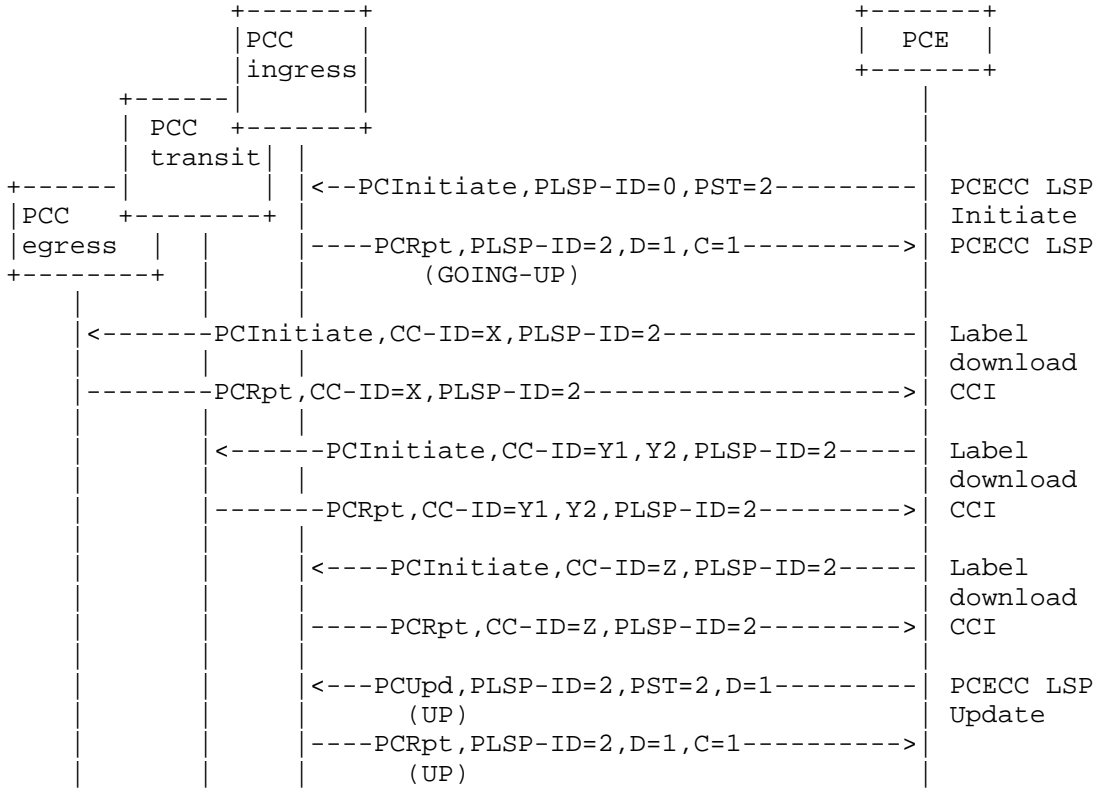 PCC
PCE
ingress
PCC
transit
<--PCInitiate,PLSP-ID=0,PST=2--------- PCECC LSP
PCC Initiate
egress ----PCRpt,PLSP-ID=2,D=1,C=1----------> PCECC LSP
(GOING-UP)
<-------PCInitiate,CC-ID=X,PLSP-ID=2---------------- Label
download
--------PCRpt,CC-ID=X,PLSP-ID=2--------------------> CCI
<------PCInitiate,CC-ID=Y1,Y2,PLSP-ID=2----- Label
download
-------PCRpt,CC-ID=Y1,Y2,PLSP-ID=2---------> CCI
<----PCInitiate,CC-ID=Z,PLSP-ID=2----- Label
download
-----PCRpt,CC-ID=Z,PLSP-ID=2---------> CCI
<---PCUpd,PLSP-ID=2,PST=2,D=1--------- PCECC LSP
(UP) Update
----PCRpt,PLSP-ID=2,D=1,C=1---------->
(UP)